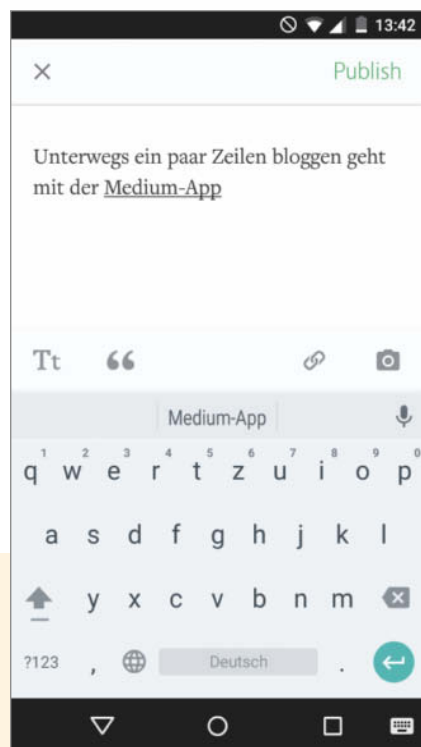 13:42
× Publish
Unterwegs ein paar Zeilen bloggen geht
mit der Medium-App
Tt “
Medium-App
1 2 3 4 5 6 7 8 9 0
q w e r t z u i o p
a s d f g h j k l
y x c v b n m
?123 , Deutsch .